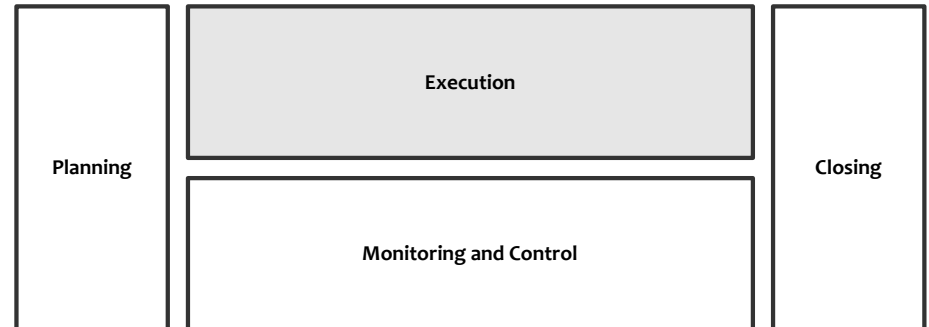 Planning
Execution
Monitoring and Control
Closing